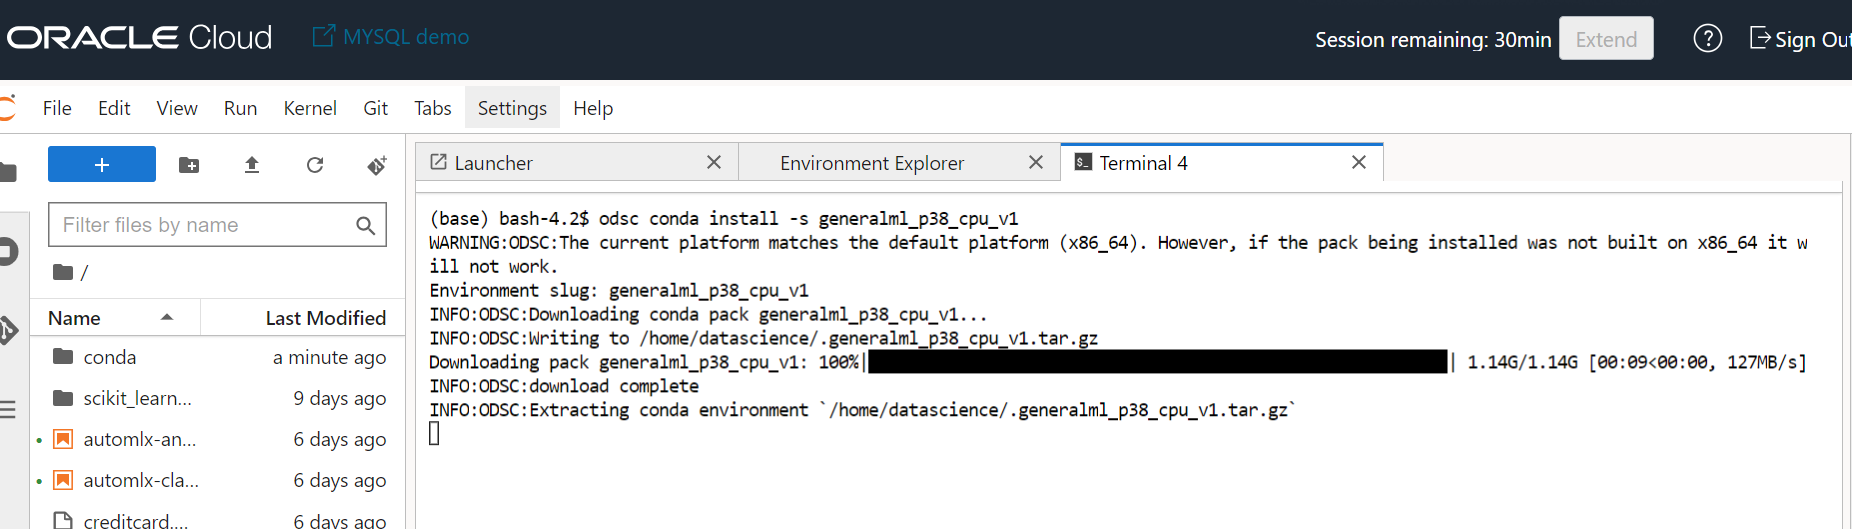 ORACLE Cloud MYSQL demo Session remaining: 30min Extend ? Sign Out
File Edit View Run Kernel Git Tabs Settings Help
+
Filter files by name
/
Name Last Modified
conda a minute ago
scikit_learn... 9 days ago
automlx-an... 6 days ago
automlx-cla... 6 days ago
creditcard.... 6 days ago
Launcher Environment Explorer $_ Terminal 4
(base) bash-4.2$ odsc conda install -s generalml_p38_cpu_v1
WARNING:ODSC:The current platform matches the default platform (x86_64). However, if the pack being installed was not built on x86_64 it w
ill not work.
Environment slug: generalml_p38_cpu_v1
INFO:ODSC:Downloading conda pack generalml_p38_cpu_v1...
INFO:ODSC:Writing to /home/datascience/.generalml_p38_cpu_v1.tar.gz
Downloading pack generalml_p38_cpu_v1: 100%| | 1.14G/1.14G [00:09<00:00, 127MB/s]
INFO:ODSC:download complete
INFO:ODSC:Extracting conda environment `/home/datascience/.generalml_p38_cpu_v1.tar.gz`